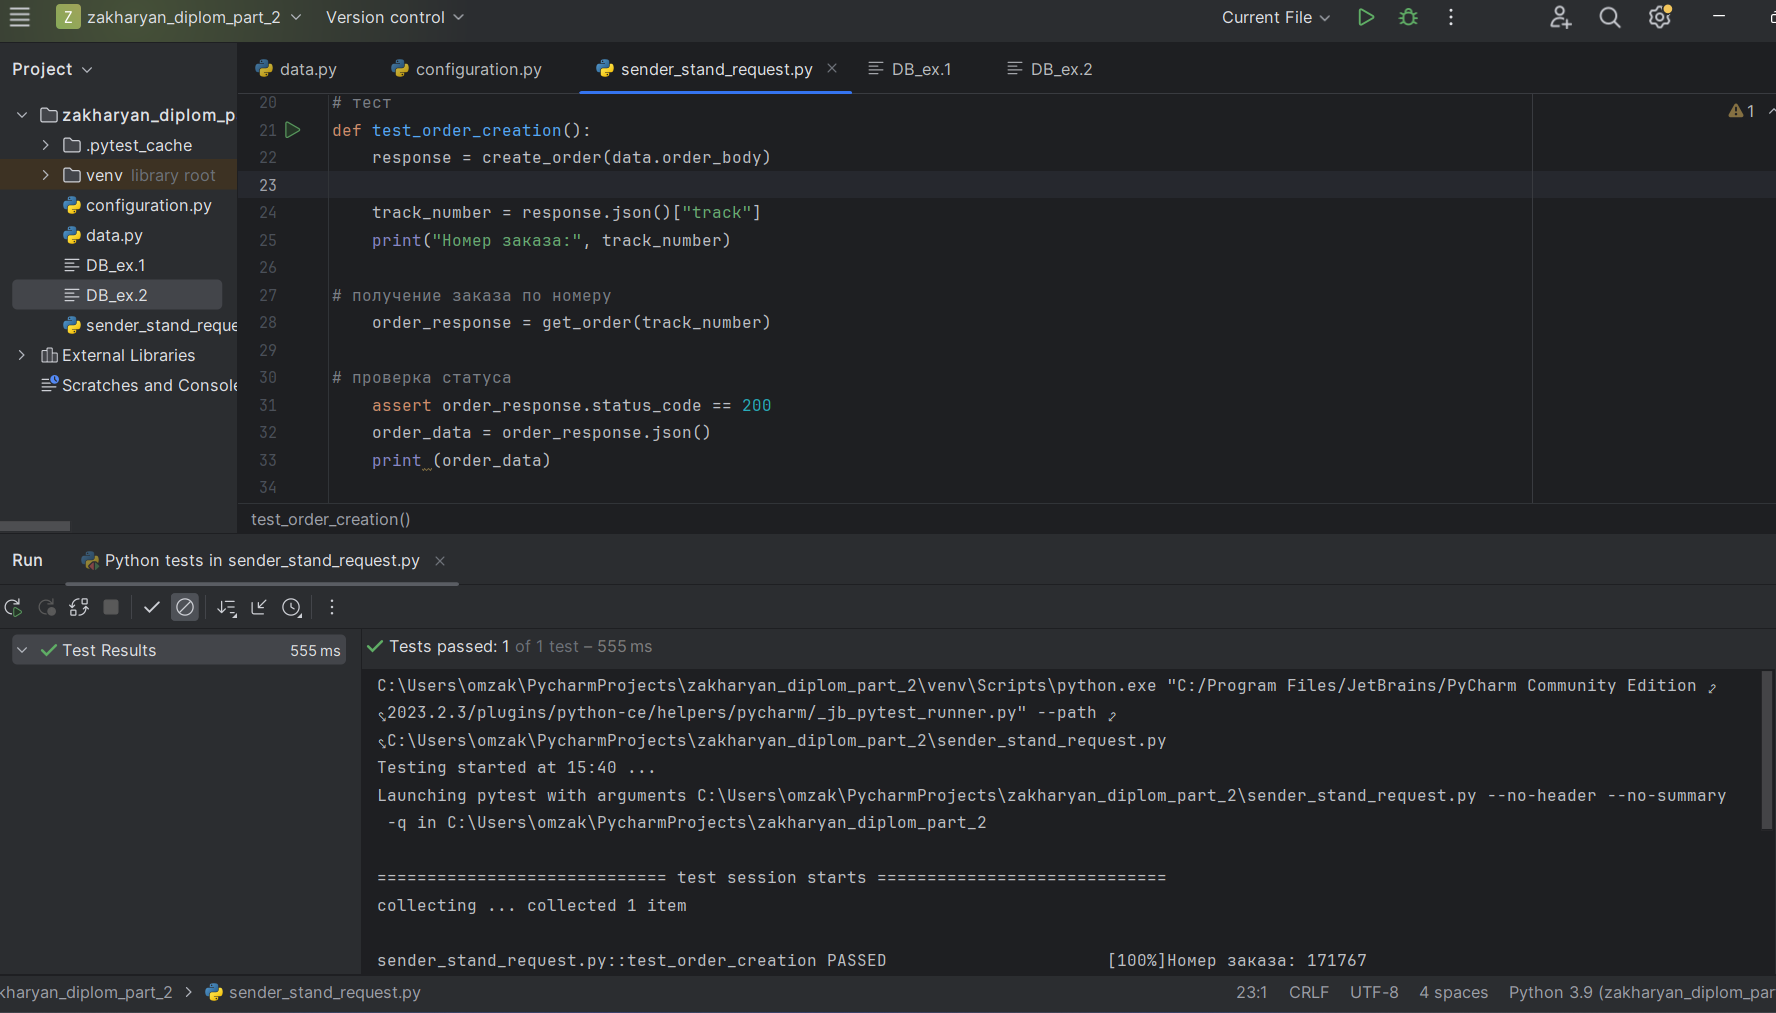 Z zakharyan_diplom_part_2 Version control Current File
Project data.py configuration.py sender_stand_request.py DB_ex.1 DB_ex.2
zakharyan_diplom_p
.pytest_cache
venv library root
configuration.py
data.py
DB_ex.1
DB_ex.2
sender_stand_reque
External Libraries
Scratches and Console
1
20 # тест
21 def test_order_creation():
22 response = create_order(data.order_body)
23
24 track_number = response.json()["track"]
25 print("Номер заказа:", track_number)
26
27 # получение заказа по номеру
28 order_response = get_order(track_number)
29
30 # проверка статуса
31 assert order_response.status_code == 200
32 order_data = order_response.json()
33 print (order_data)
34
test_order_creation()
Run Python tests in sender_stand_request.py
Test Results 555 ms
Tests passed: 1 of 1 test – 555 ms
C:\Users\omzak\PycharmProjects\zakharyan_diplom_part_2\venv\Scripts\python.exe "C:/Program Files/JetBrains/PyCharm Community Edition
2023.2.3/plugins/python-ce/helpers/pycharm/_jb_pytest_runner.py" --path
C:\Users\omzak\PycharmProjects\zakharyan_diplom_part_2\sender_stand_request.py
Testing started at 15:40 ...
Launching pytest with arguments C:\Users\omzak\PycharmProjects\zakharyan_diplom_part_2\sender_stand_request.py --no-header --no-summary
-q in C:\Users\omzak\PycharmProjects\zakharyan_diplom_part_2
============================= test session starts =============================
collecting ... collected 1 item
sender_stand_request.py::test_order_creation PASSED [100%]Номер заказа: 171767
kharyan_diplom_part_2 > sender_stand_request.py 23:1 CRLF UTF-8 4 spaces Python 3.9 (zakharyan_diplom_par